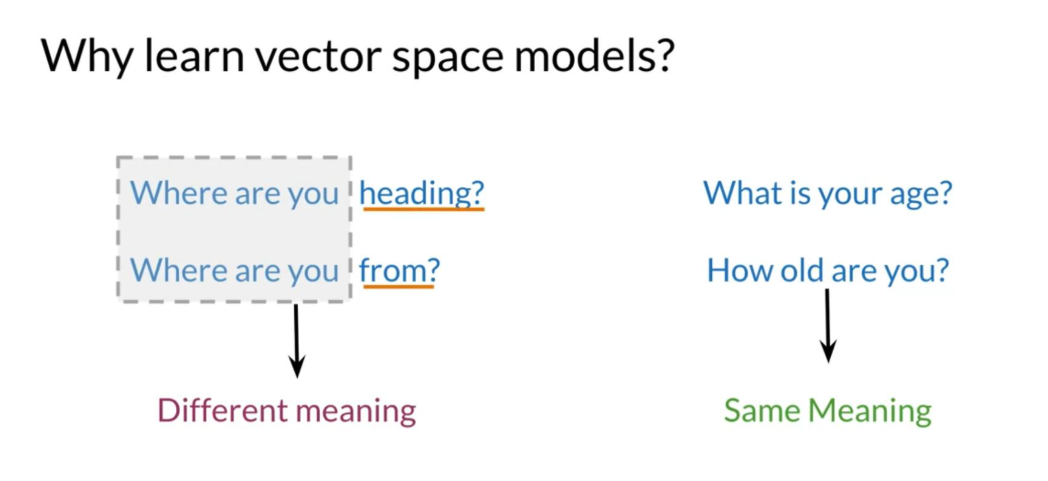 Why learn vector space models?
Where are you heading?
Where are you from?
Different meaning
What is your age?
How old are you?
Same Meaning